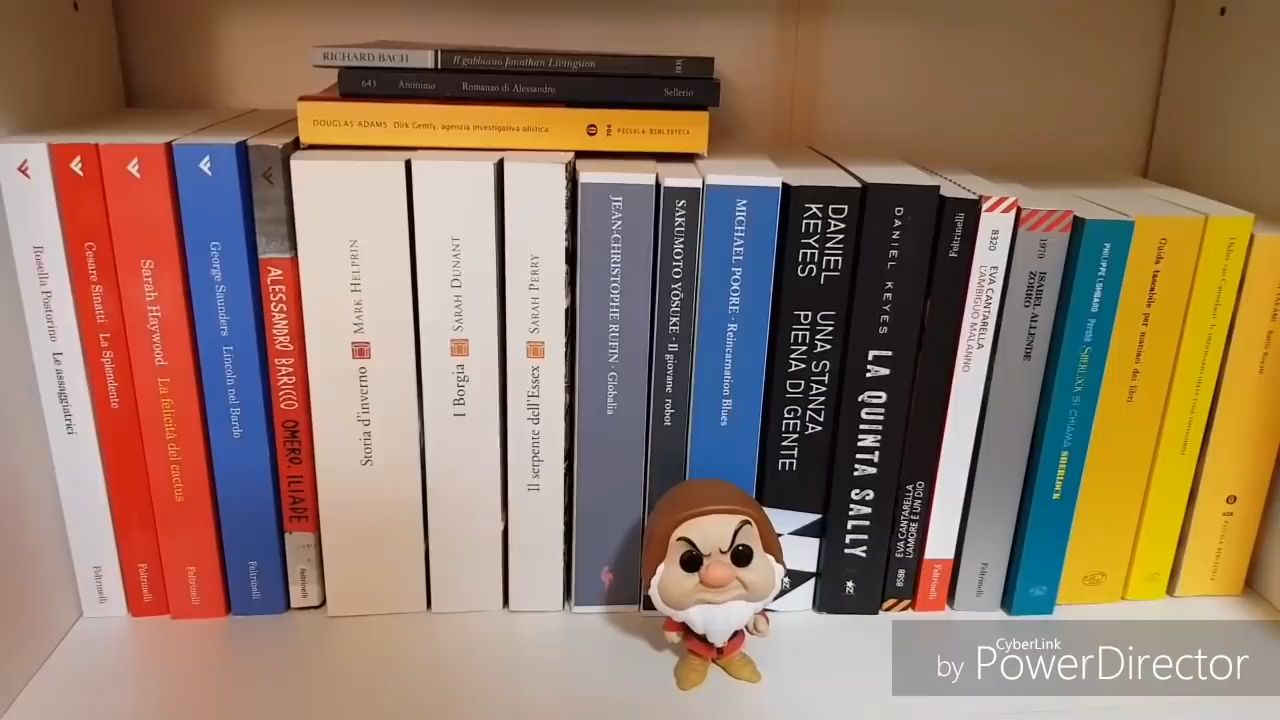 RICHARD BACH Il gabbiano Jonathan Livingston
643 Anonimo Romanzo di Alessandro Sellerio
DOUGLAS ADAMS Dirk Gently, agenzia investigativa olistica 704 PICCOLA BIBLIOTECA
Rosella Postorino Le assaggiatrici Feltrinelli
Cesare Sinatti La Splendente Feltrinelli
Sarah Haywood La felicità del cactus Feltrinelli
George Saunders Lincoln nel Bardo Feltrinelli
ALESSANDRO BARICCO OMERO, ILIADE Feltrinelli
MARK HELPRIN Storia d'inverno
SARAH DUNANT I Borgia
SARAH PERRY Il serpente dell'Essex
JEAN-CHRISTOPHE RUFIN · Globalia
SAKUMOTO YŌSUKE · Il giovane robot
MICHAEL POORE · Reincarnation Blues
DANIEL KEYES UNA STANZA PIENA DI GENTE
DANIEL KEYES LA QUINTA SALLY
Feltrinelli EVA CANTARELLA L'AMORE È UN DIO 8588
8320 EVA CANTARELLA L'AMBIGUO MALANNO Feltrinelli
1970 ISABEL ALLENDE ZORRO Feltrinelli
PHILIPPE LOMBARD Perché SHERLOCK SI CHIAMA SHERLOCK
Guida tascabile per maniaci dei libri
CyberLink
by PowerDirector